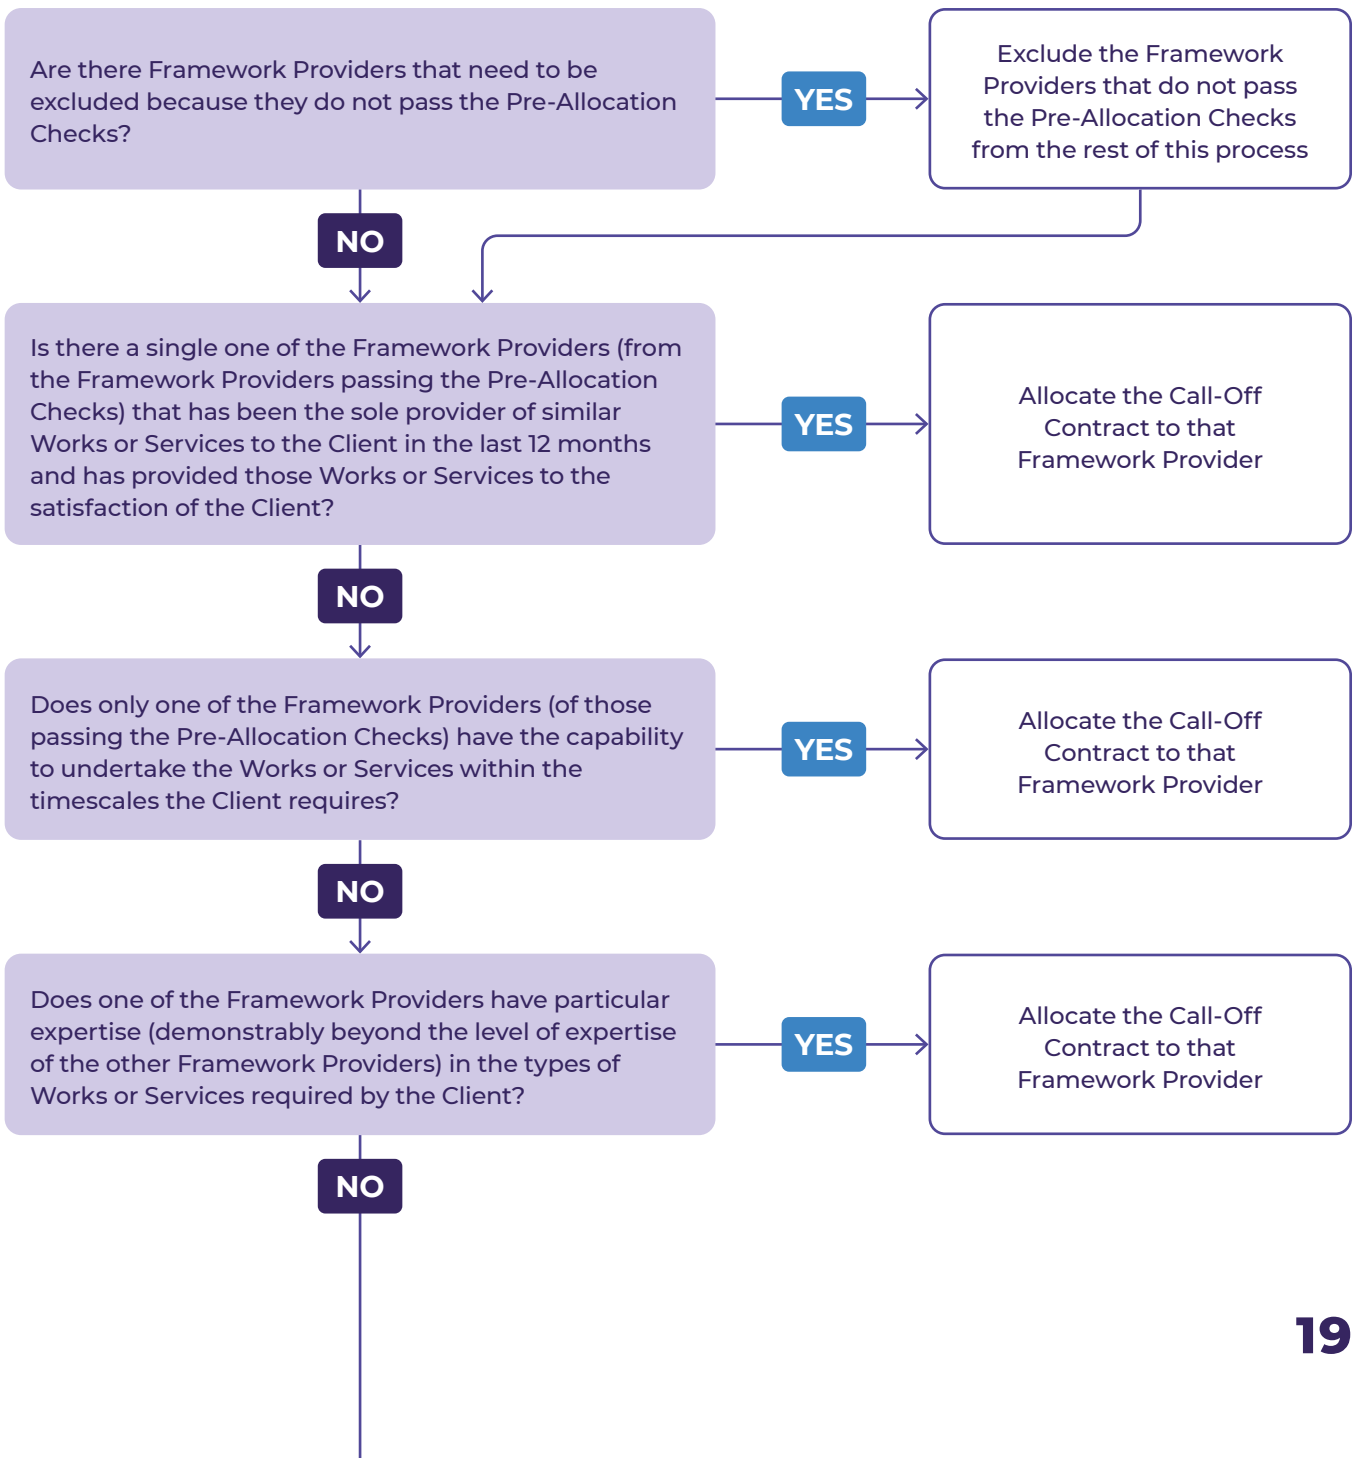 Are there Framework Providers that need to be
excluded because they do not pass the Pre-Allocation
Checks?
YES
Exclude the Framework
Providers that do not pass
the Pre-Allocation Checks
from the rest of this process
NO
Is there a single one of the Framework Providers (from
the Framework Providers passing the Pre-Allocation
Checks) that has been the sole provider of similar
Works or Services to the Client in the last 12 months
and has provided those Works or Services to the
satisfaction of the Client?
YES
Allocate the Call-Off
Contract to that
Framework Provider
NO
Does only one of the Framework Providers (of those
passing the Pre-Allocation Checks) have the capability
to undertake the Works or Services within the
timescales the Client requires?
YES
Allocate the Call-Off
Contract to that
Framework Provider
NO
Does one of the Framework Providers have particular
expertise (demonstrably beyond the level of expertise
of the other Framework Providers) in the types of
Works or Services required by the Client?
YES
Allocate the Call-Off
Contract to that
Framework Provider
NO
19